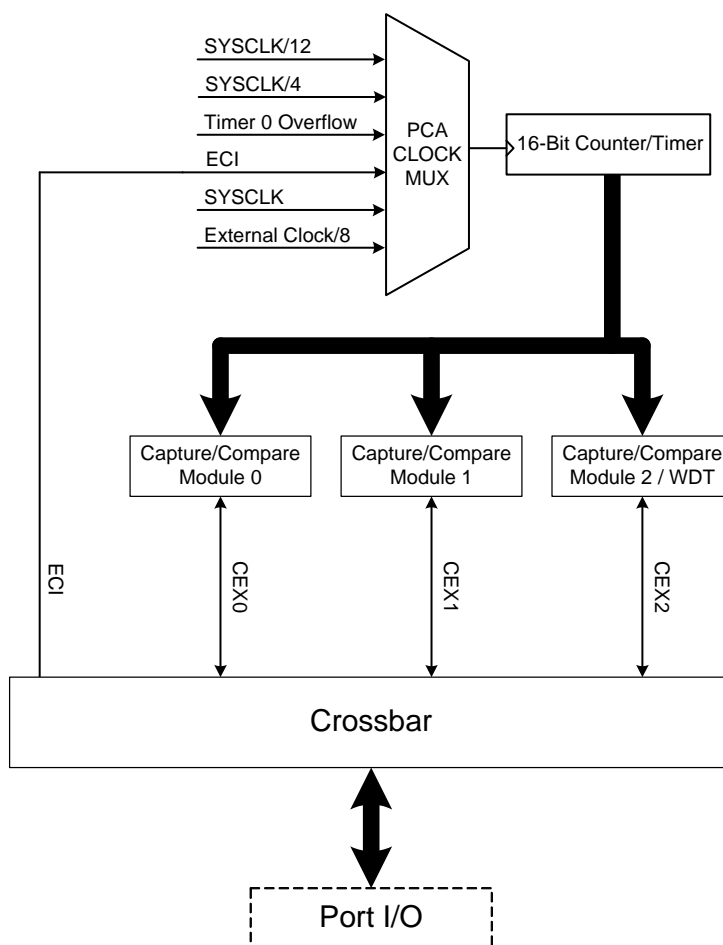 SYSCLK/12
SYSCLK/4
Timer 0 Overflow
ECI
SYSCLK
External Clock/8
PCA
CLOCK
MUX
16-Bit Counter/Timer
Capture/Compare
Module 0
Capture/Compare
Module 1
Capture/Compare
Module 2 / WDT
ECI
CEX0
CEX1
CEX2
Crossbar
Port I/O